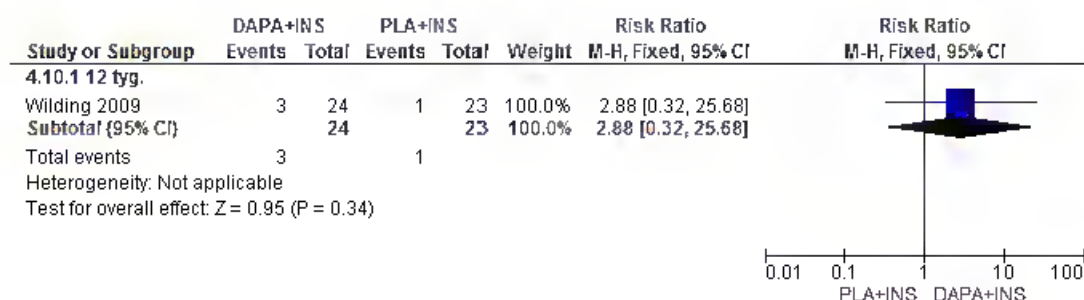 DAPA+INS PLA+INS Risk Ratio Risk Ratio
Study or Subgroup Events Total Events Total Weight M-H, Fixed, 95% CI M-H, Fixed, 95% CI
4.10.1 12 tyg.
Wilding 2009 3 24 1 23 100.0% 2.88 [0.32, 25.68]
Subtotal (95% CI) 24 23 100.0% 2.88 [0.32, 25.68]
Total events 3 1
Heterogeneity: Not applicable
Test for overall effect: Z = 0.95 (P = 0.34)
0.01 0.1 1 10 100
PLA+INS DAPA+INS